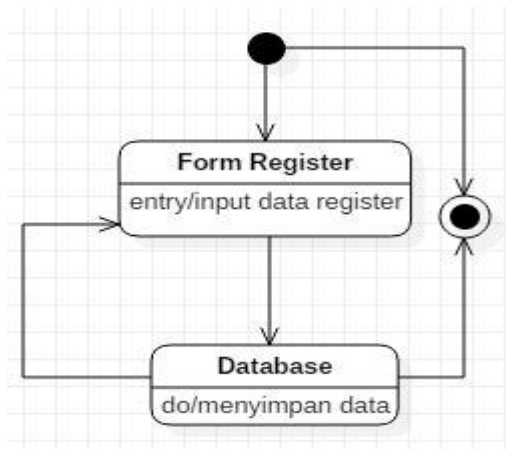 Form Register
entry/input data register
Database
do/menyimpan data